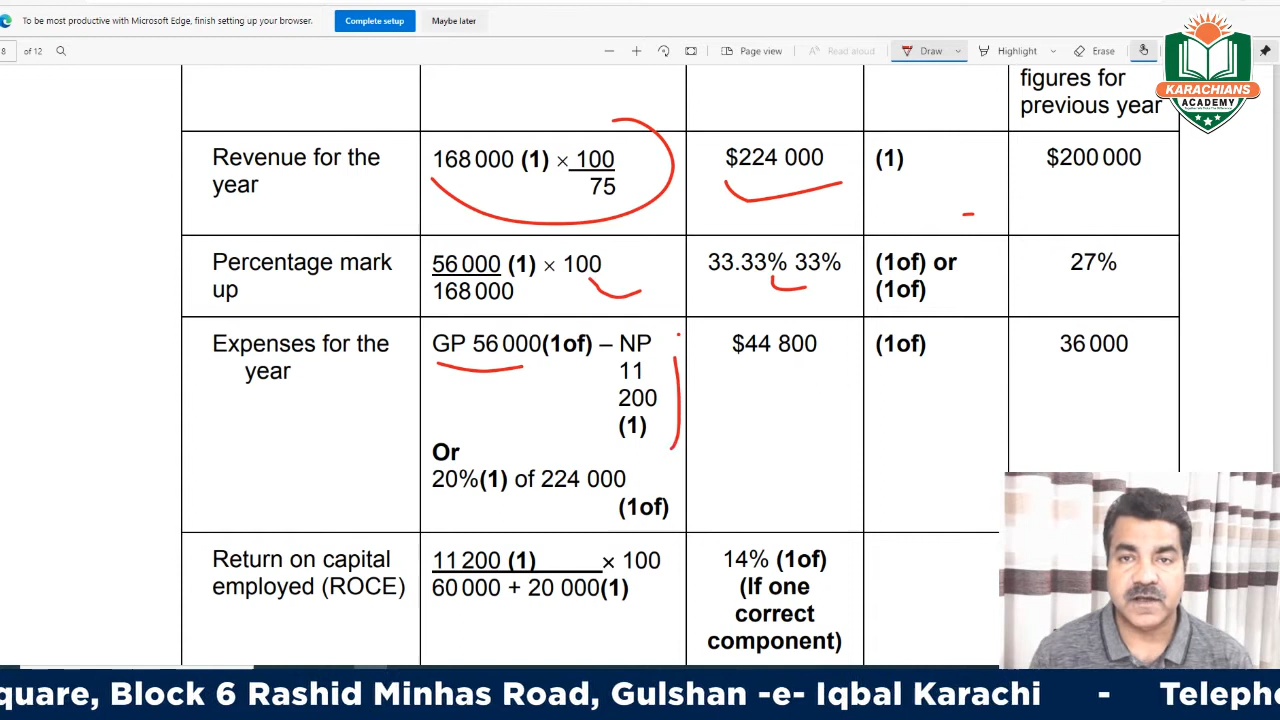 To be most productive with Microsoft Edge, finish setting up your browser.
Complete setup
Maybe later
8 of 12
Page view
Read aloud
Draw
Highlight
Erase
KARACHIANS
ACADEMY
figures for
previous year
Revenue for the
year
168 000 (1) × 100
75
$224 000
(1)
$200 000
Percentage mark
up
56 000 (1) × 100
168 000
33.33% 33%
(1of) or
(1of)
27%
Expenses for the
year
GP 56 000(1of) – NP
11
200
(1)
Or
20%(1) of 224 000
(1of)
$44 800
(1of)
36 000
Return on capital
employed (ROCE)
11 200 (1) × 100
60 000 + 20 000(1)
14% (1of)
(If one
correct
component)
quare, Block 6 Rashid Minhas Road, Gulshan -e- Iqbal Karachi - Telepho